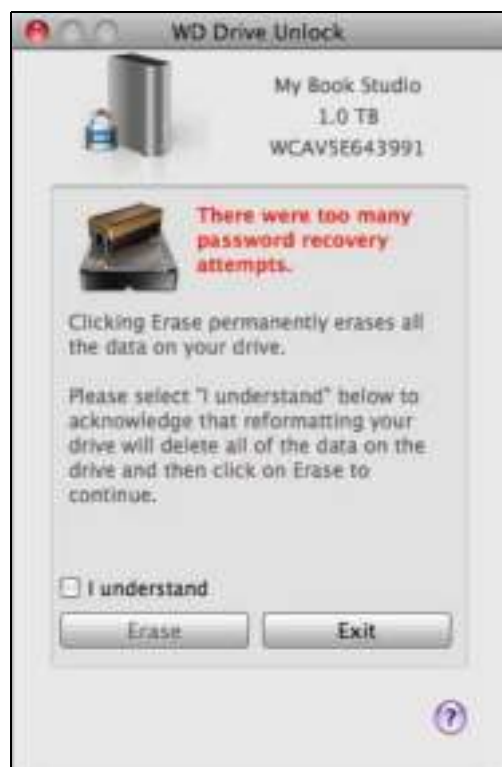 WD Drive Unlock
My Book Studio
1.0 TB
WCAV5E643991
There were too many
password recovery
attempts.
Clicking Erase permanently erases all
the data on your drive.
Please select "I understand" below to
acknowledge that reformatting your
drive will delete all of the data on the
drive and then click on Erase to
continue.
I understand
Erase
Exit
?